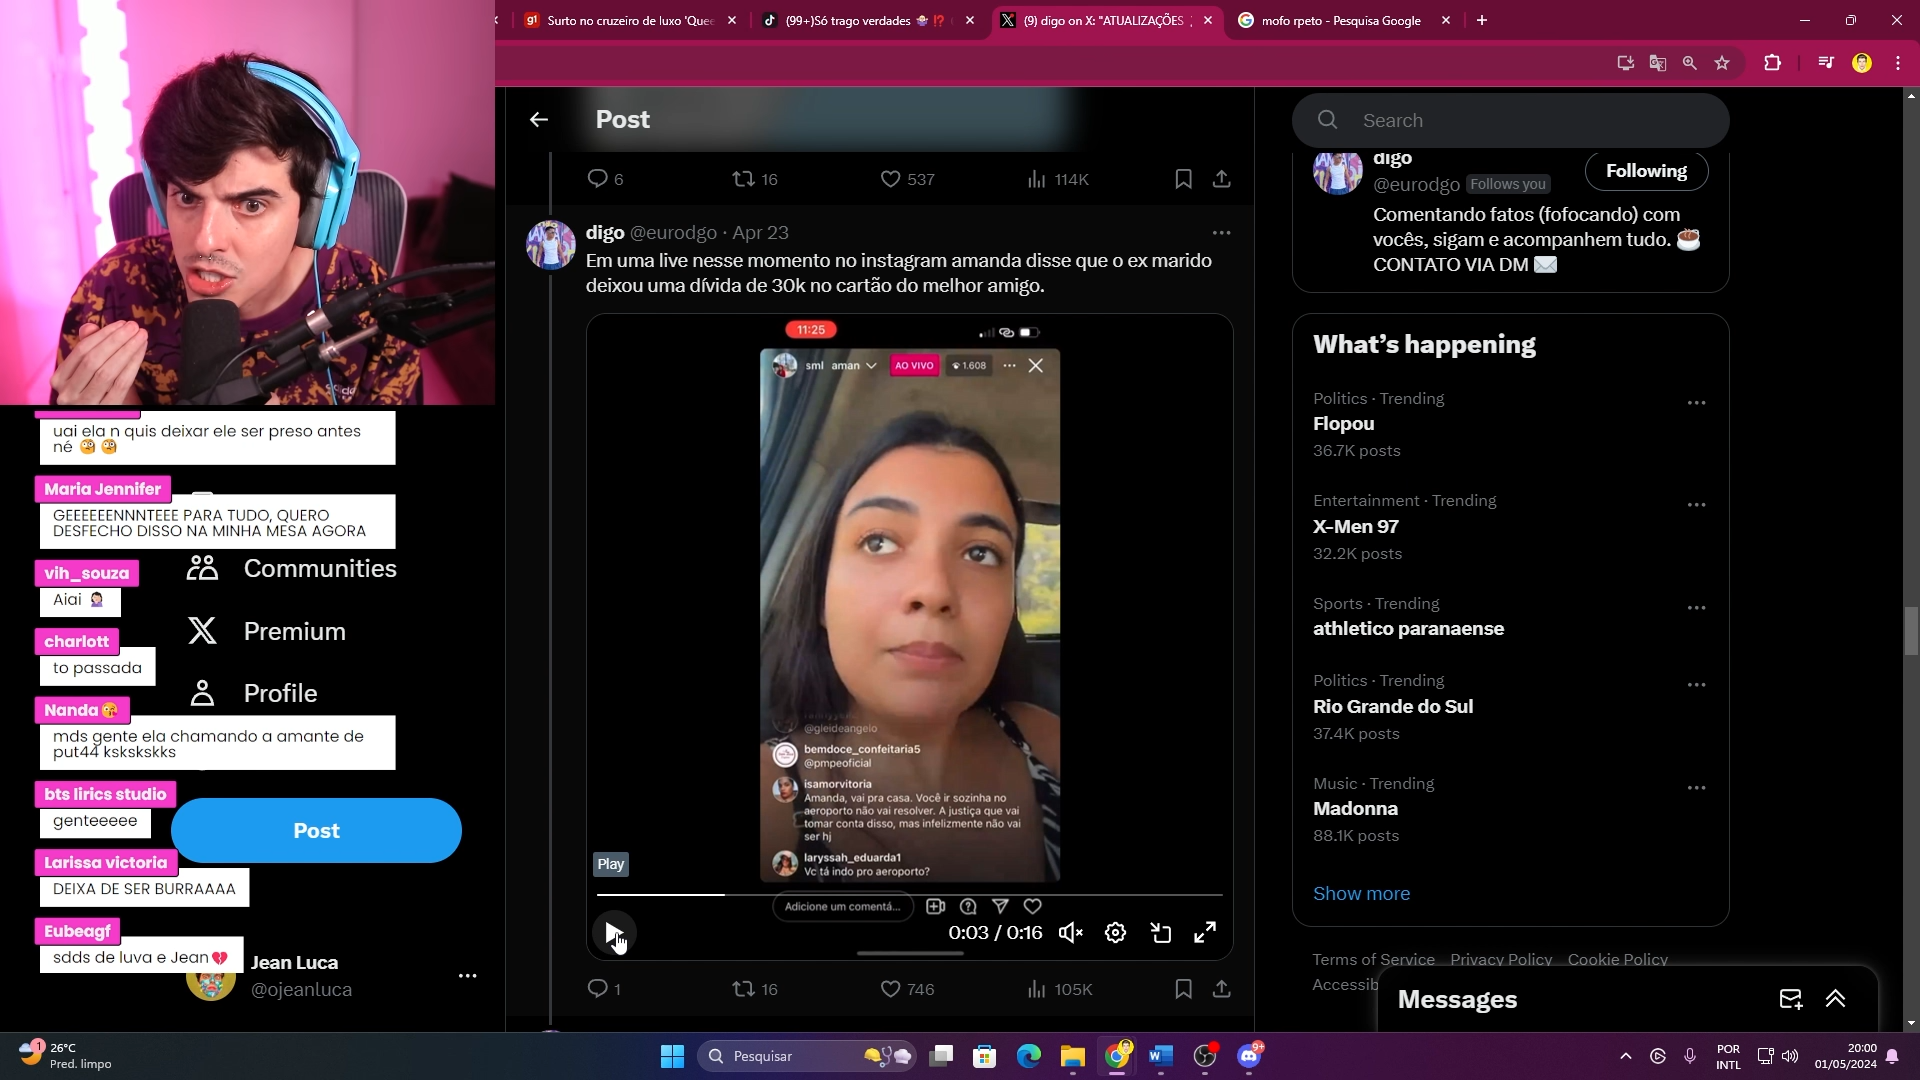 Surto no cruzeiro de luxo 'Quee
(99+)Só trago verdades
(9) digo on X: "ATUALIZAÇÕES
mofo rpeto - Pesquisa Google
Post
Search
6
16
537
114K
digo
@eurodgo Follows you
Following
Comentando fatos (fofocando) com
vocês, sigam e acompanhem tudo. ☕
CONTATO VIA DM ✉️
digo @eurodgo · Apr 23
Em uma live nesse momento no instagram amanda disse que o ex marido
deixou uma dívida de 30k no cartão do melhor amigo.
11:25
sml aman
AO VIVO
1.608
@gleideangelo
bemdoce_confeitaria5
@pmpeoficial
isamorvitoria
Amanda, vai pra casa. Você ir sozinha no
aeroporto não vai resolver. A justiça que vai
tomar conta disso, mas infelizmente não vai
ser hj
laryssah_eduarda1
Vc tá indo pro aeroporto?
Play
Adicione um comentá...
0:03 / 0:16
1
16
746
105K
What's happening
Politics · Trending
Flopou
36.7K posts
Entertainment · Trending
X-Men 97
32.2K posts
Sports · Trending
athletico paranaense
Politics · Trending
Rio Grande do Sul
37.4K posts
Music · Trending
Madonna
88.1K posts
Show more
Terms of Service Privacy Policy Cookie Policy
Accessib
Messages
uai ela n quis deixar ele ser preso antes
né 🧐 🧐
Maria Jennifer
GEEEEEENNNTEEE PARA TUDO, QUERO
DESFECHO DISSO NA MINHA MESA AGORA
vih_souza
Aiai 🤦🏻‍♀️
charlott
to passada
Nanda😘
mds gente ela chamando a amante de
put44 kskskskks
bts lirics studio
genteeeee
Larissa victoria
DEIXA DE SER BURRAAAA
Eubeagf
sdds de luva e Jean💔
Communities
Premium
Profile
Post
Jean Luca
@ojeanluca
1
26°C
Pred. limpo
Pesquisar
9+
POR
INTL
20:00
01/05/2024